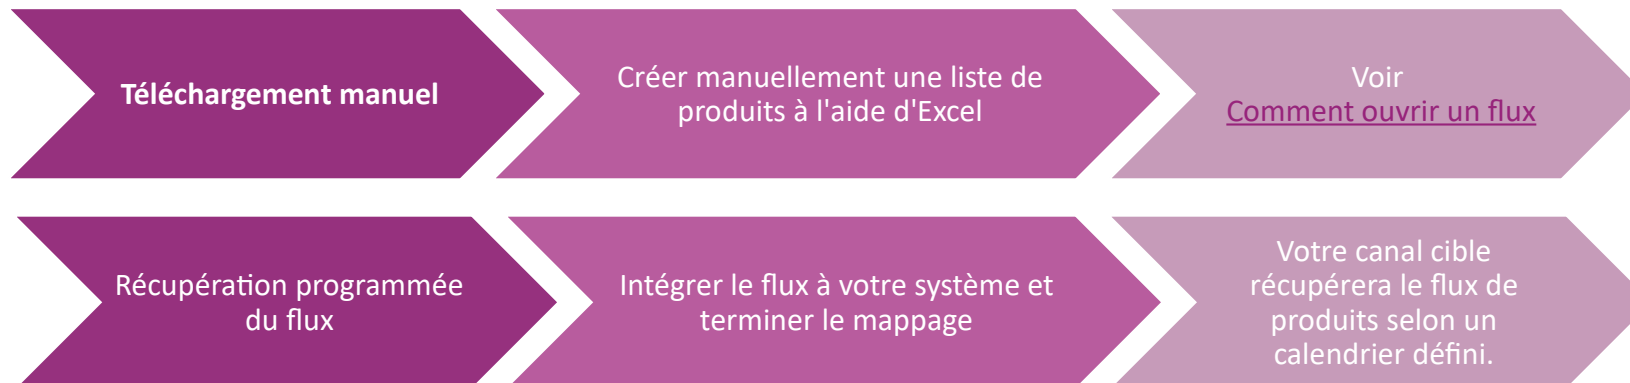 Téléchargement manuel
Créer manuellement une liste de
produits à l'aide d'Excel
Voir
Comment ouvrir un flux
Récupération programmée
du flux
Intégrer le flux à votre système et
terminer le mappage
Votre canal cible
récupérera le flux de
produits selon un
calendrier défini.